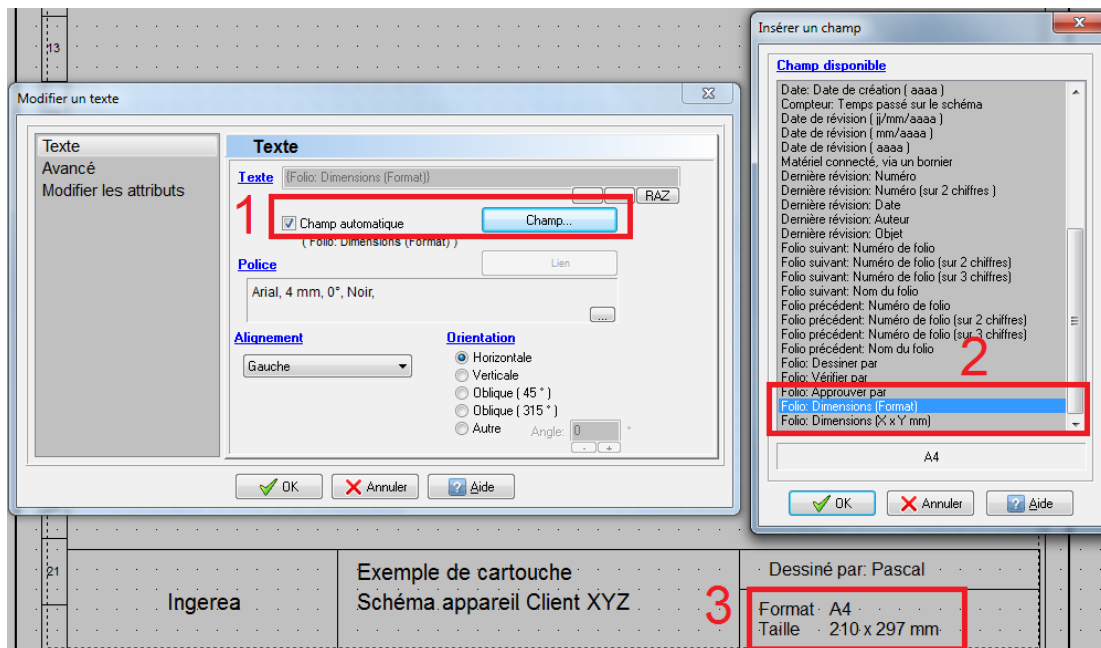 13
Modifier un texte
Texte
Avancé
Modifier les attributs
Texte
Texte
{Folio: Dimensions (Format)}
RAZ
1
Champ automatique
Champ...
( Folio: Dimensions (Format) )
Police
Lien
Arial, 4 mm, 0°, Noir,
...
Alignement
Gauche
Orientation
Horizontale
Verticale
Oblique ( 45 ° )
Oblique ( 315 ° )
Autre
Angle:
0
°
-
+
OK
Annuler
Aide
Insérer un champ
Champ disponible
Date: Date de création ( aaaa )
Compteur: Temps passé sur le schéma
Date de révision ( jj/mm/aaaa )
Date de révision ( mm/aaaa )
Date de révision ( aaaa )
Matériel connecté, via un bornier
Dernière révision: Numéro
Dernière révision: Numéro (sur 2 chiffres )
Dernière révision: Date
Dernière révision: Auteur
Dernière révision: Objet
Folio suivant: Numéro de folio
Folio suivant: Numéro de folio (sur 2 chiffres)
Folio suivant: Numéro de folio (sur 3 chiffres)
Folio suivant: Nom du folio
Folio précédent: Numéro de folio
Folio précédent: Numéro de folio (sur 2 chiffres)
Folio précédent: Numéro de folio (sur 3 chiffres)
Folio précédent: Nom du folio
Folio: Dessiner par
Folio: Vérifier par
Folio: Approuver par
Folio: Dimensions (Format)
Folio: Dimensions (X x Y mm)
2
A4
OK
Annuler
Aide
21
Ingerea
Exemple de cartouche
Schéma appareil Client XYZ
Dessiné par: Pascal
3
Format A4
Taille 210 x 297 mm